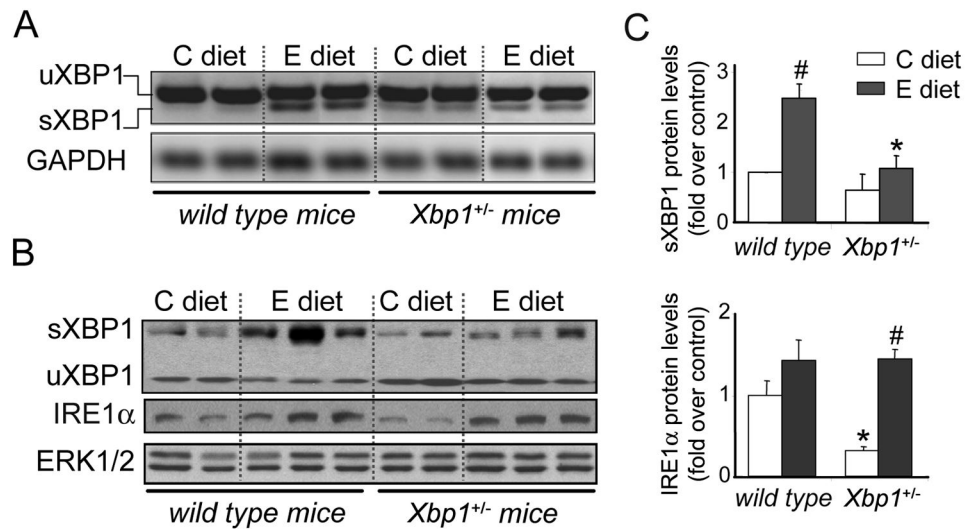 A
C diet E diet C diet E diet
uXBP1
sXBP1
GAPDH
wild type mice Xbp1+/- mice
B
C diet E diet C diet E diet
sXBP1
uXBP1
IRE1α
ERK1/2
wild type mice Xbp1+/- mice
C
C diet
E diet
sXBP1 protein levels
(fold over control)
3
2
1
0
#
*
wild type Xbp1+/-
IRE1α protein levels
(fold over control)
2
1
0
*
#
wild type Xbp1+/-